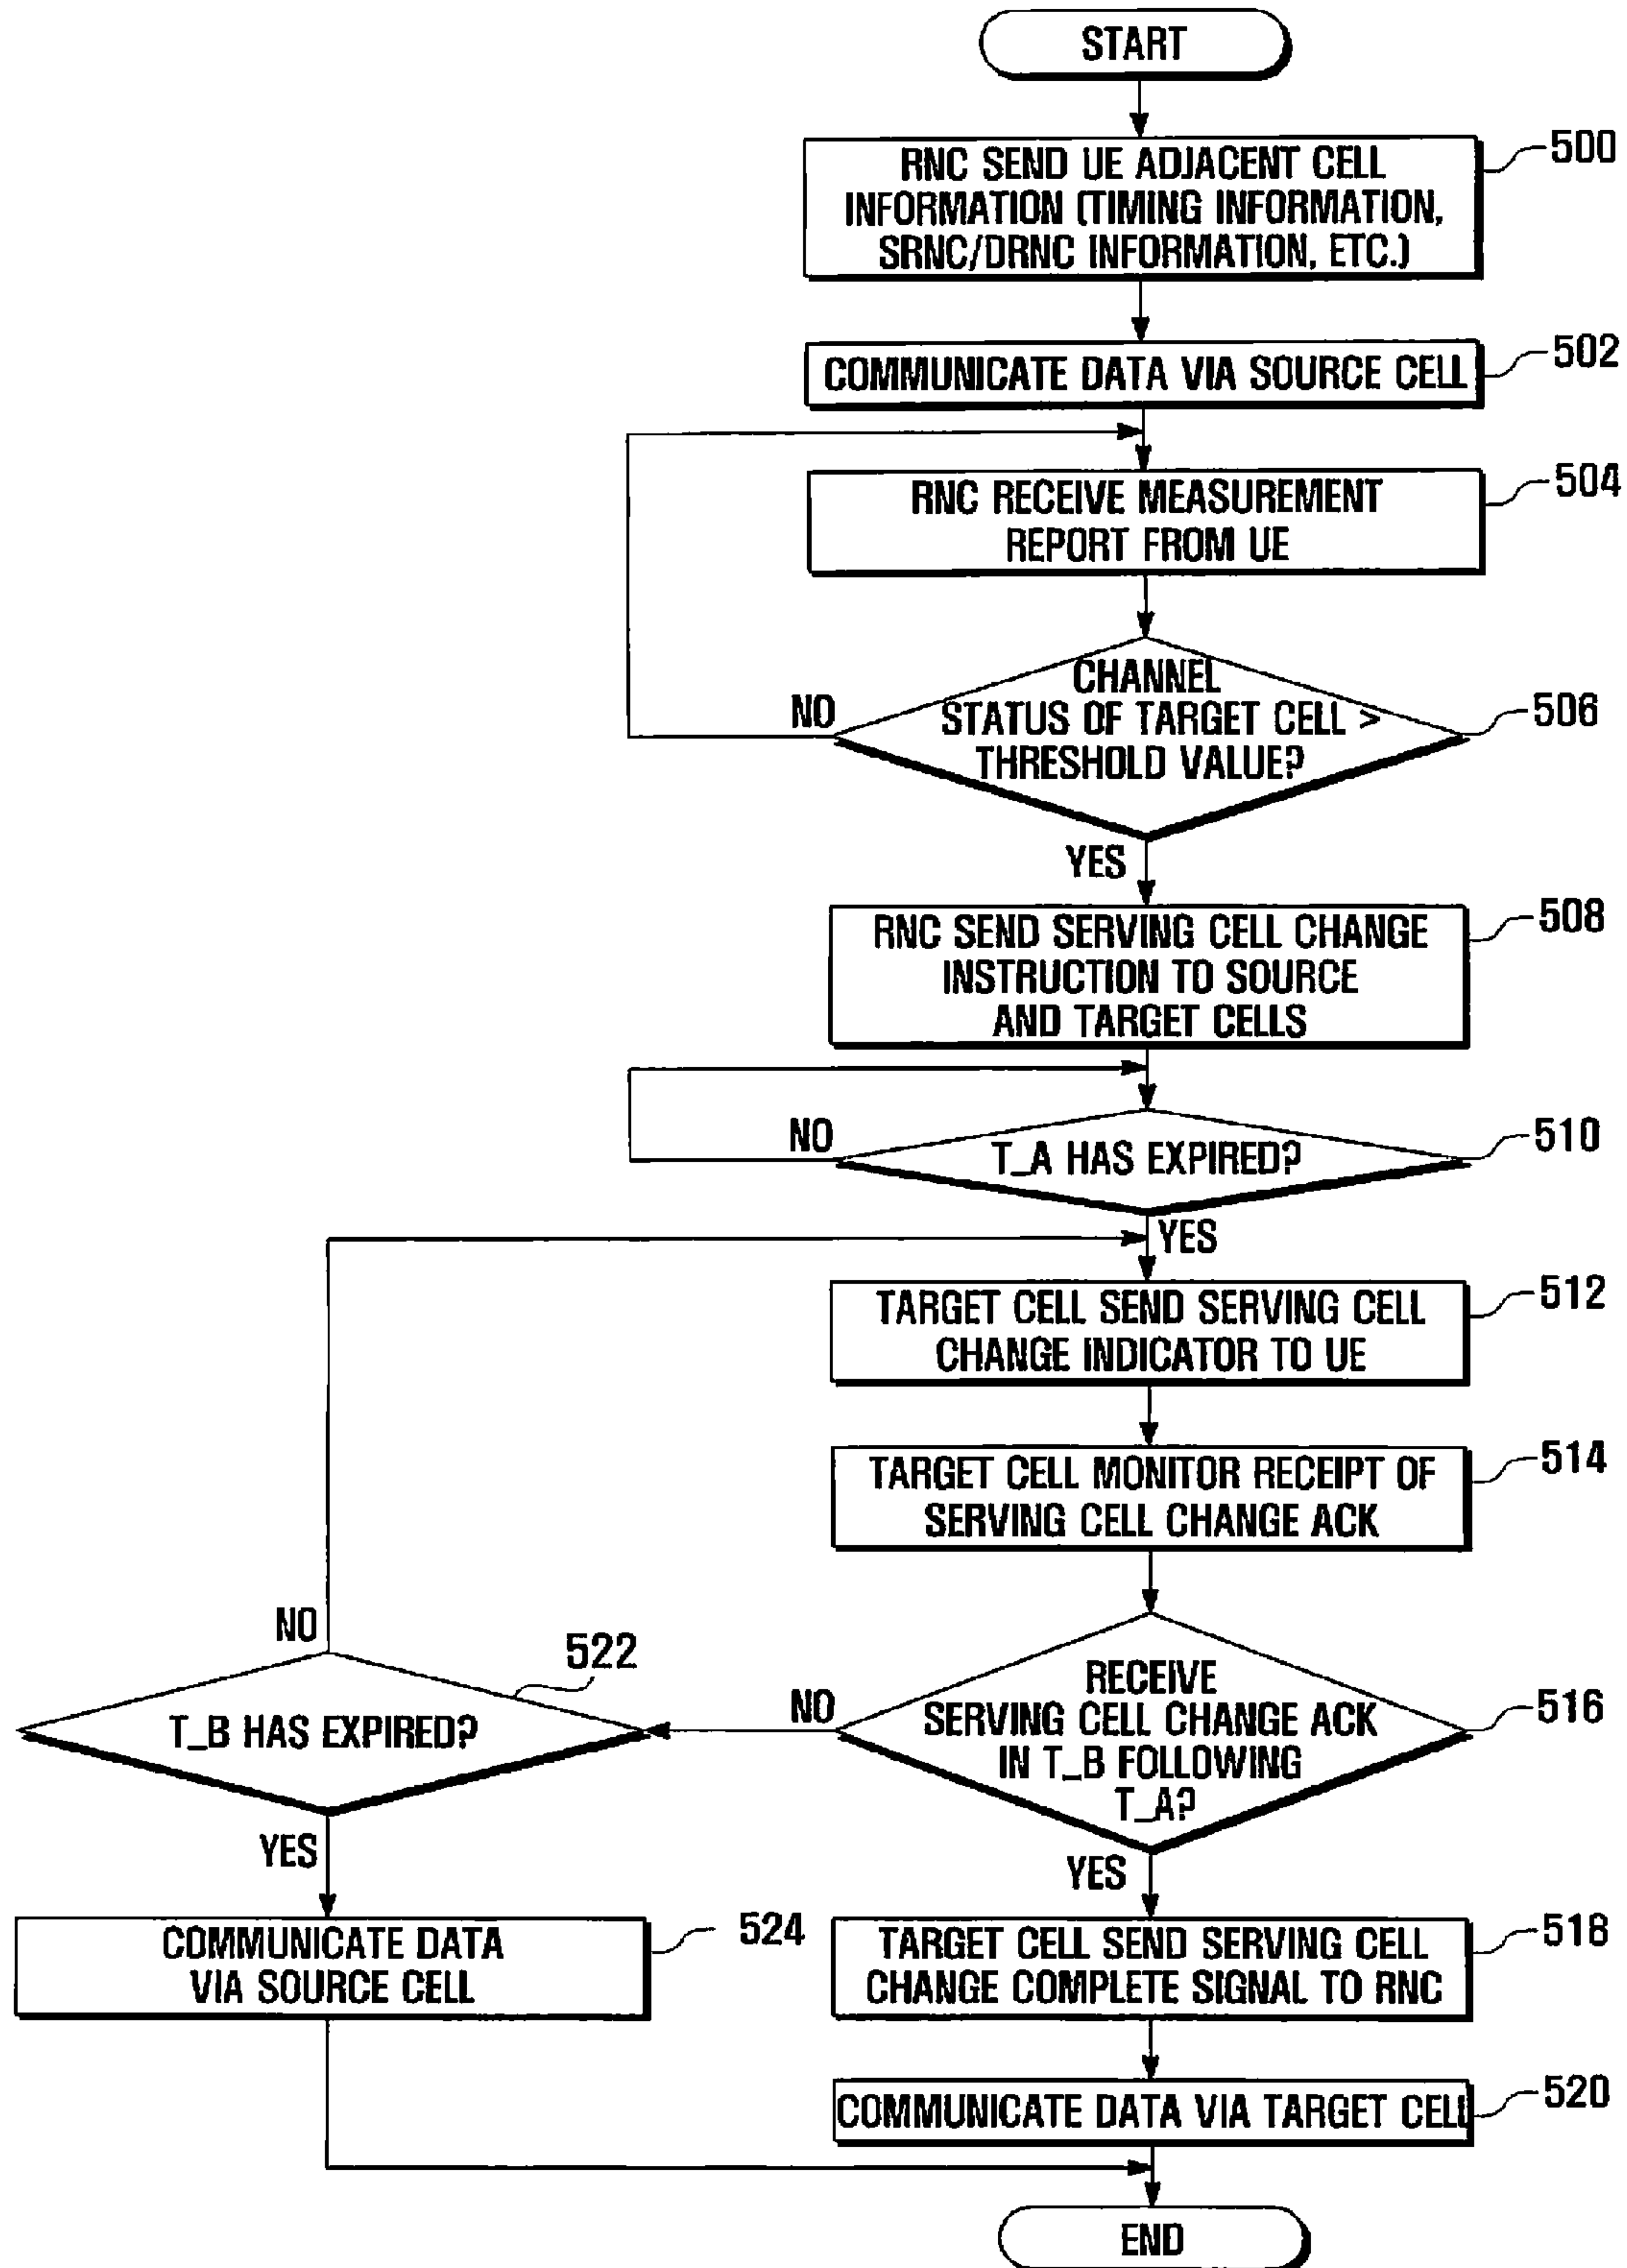 START
RNC SEND UE ADJACENT CELL
INFORMATION (TIMING INFORMATION,
SRNC/DRNC INFORMATION, ETC.)
500
COMMUNICATE DATA VIA SOURCE CELL
502
RNC RECEIVE MEASUREMENT
REPORT FROM UE
504
CHANNEL
STATUS OF TARGET CELL >
THRESHOLD VALUE?
NO
506
YES
RNC SEND SERVING CELL CHANGE
INSTRUCTION TO SOURCE
AND TARGET CELLS
508
NO
T_A HAS EXPIRED?
510
YES
TARGET CELL SEND SERVING CELL
CHANGE INDICATOR TO UE
512
TARGET CELL MONITOR RECEIPT OF
SERVING CELL CHANGE ACK
514
NO
522
T_B HAS EXPIRED?
NO
RECEIVE
SERVING CELL CHANGE ACK
IN T_B FOLLOWING
T_A?
516
YES
YES
COMMUNICATE DATA
VIA SOURCE CELL
524
TARGET CELL SEND SERVING CELL
CHANGE COMPLETE SIGNAL TO RNC
518
COMMUNICATE DATA VIA TARGET CELL
520
END